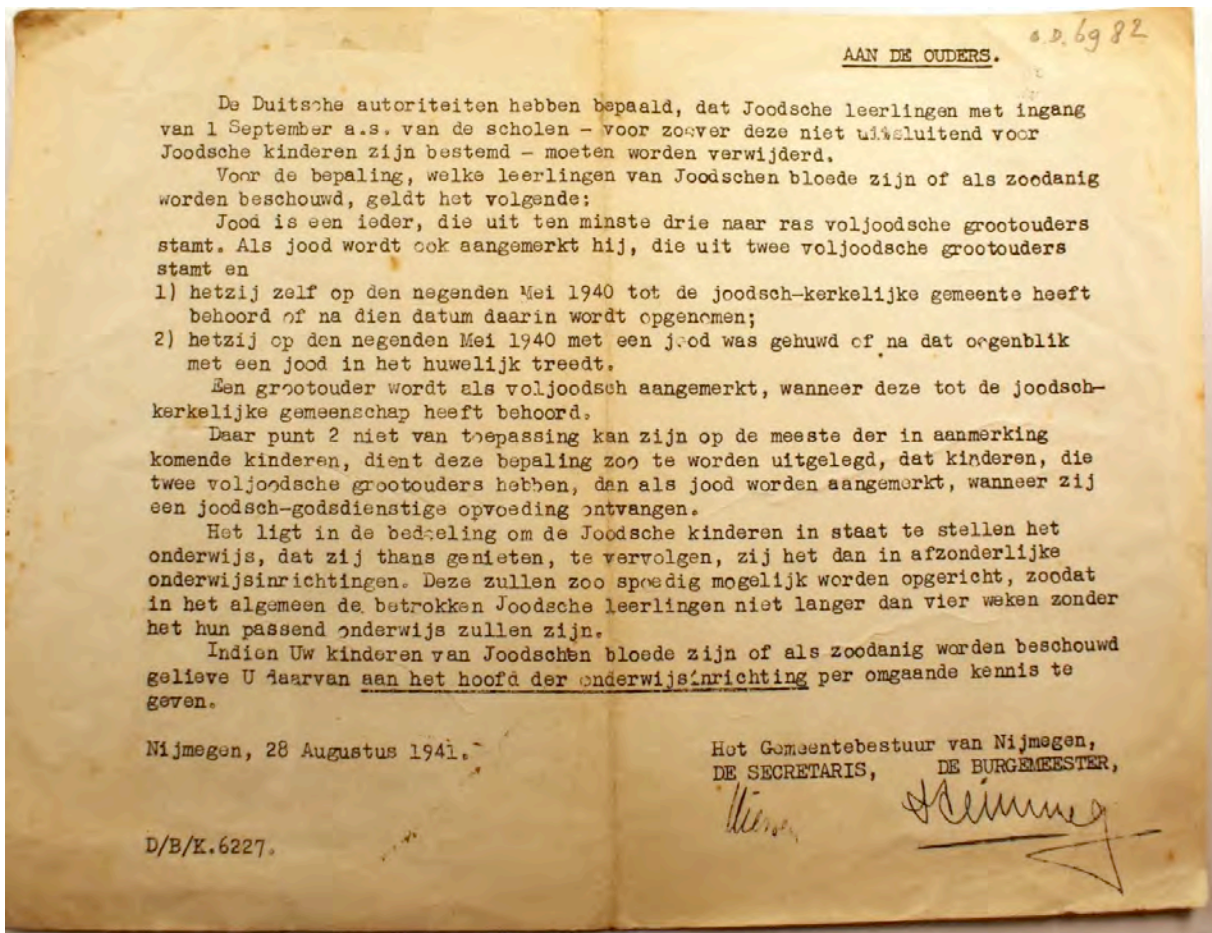 o.D. 69 82
AAN DE OUDERS.
De Duitsche autoriteiten hebben bepaald, dat Joodsche leerlingen met ingang
van 1 September a.s. van de scholen - voor zoover deze niet uitsluitend voor
Joodsche kinderen zijn bestemd - moeten worden verwijderd.
Voor de bepaling, welke leerlingen van Joodschen bloede zijn of als zoodanig
worden beschouwd, geldt het volgende:
Jood is een ieder, die uit ten minste drie naar ras voljoodsche grootouders
stamt. Als jood wordt ook aangemerkt hij, die uit twee voljoodsche grootouders
stamt en
1) hetzij zelf op den negenden Mei 1940 tot de joodsch-kerkelijke gemeente heeft
behoord of na dien datum daarin wordt opgenomen;
2) hetzij op den negenden Mei 1940 met een jood was gehuwd of na dat oogenblik
met een jood in het huwelijk treedt.
Een grootouder wordt als voljoodsch aangemerkt, wanneer deze tot de joodsch-
kerkelijke gemeenschap heeft behoord.
Daar punt 2 niet van toepassing kan zijn op de meeste der in aanmerking
komende kinderen, dient deze bepaling zoo te worden uitgelegd, dat kinderen, die
twee voljoodsche grootouders hebben, dan als jood worden aangemerkt, wanneer zij
een joodsch-godsdienstige opvoeding ontvangen.
Het ligt in de bedoeling om de Joodsche kinderen in staat te stellen het
onderwijs, dat zij thans genieten, te vervolgen, zij het dan in afzonderlijke
onderwijsinrichtingen. Deze zullen zoo spoedig mogelijk worden opgericht, zoodat
in het algemeen de betrokken Joodsche leerlingen niet langer dan vier weken zonder
het hun passend onderwijs zullen zijn.
Indien Uw kinderen van Joodschen bloede zijn of als zoodanig worden beschouwd
gelieve U daarvan aan het hoofd der onderwijsinrichting per omgaande kennis te
geven.
Nijmegen, 28 Augustus 1941.
Het Gemeentebestuur van Nijmegen,
DE SECRETARIS, DE BURGEMEESTER,
D/B/K.6227.